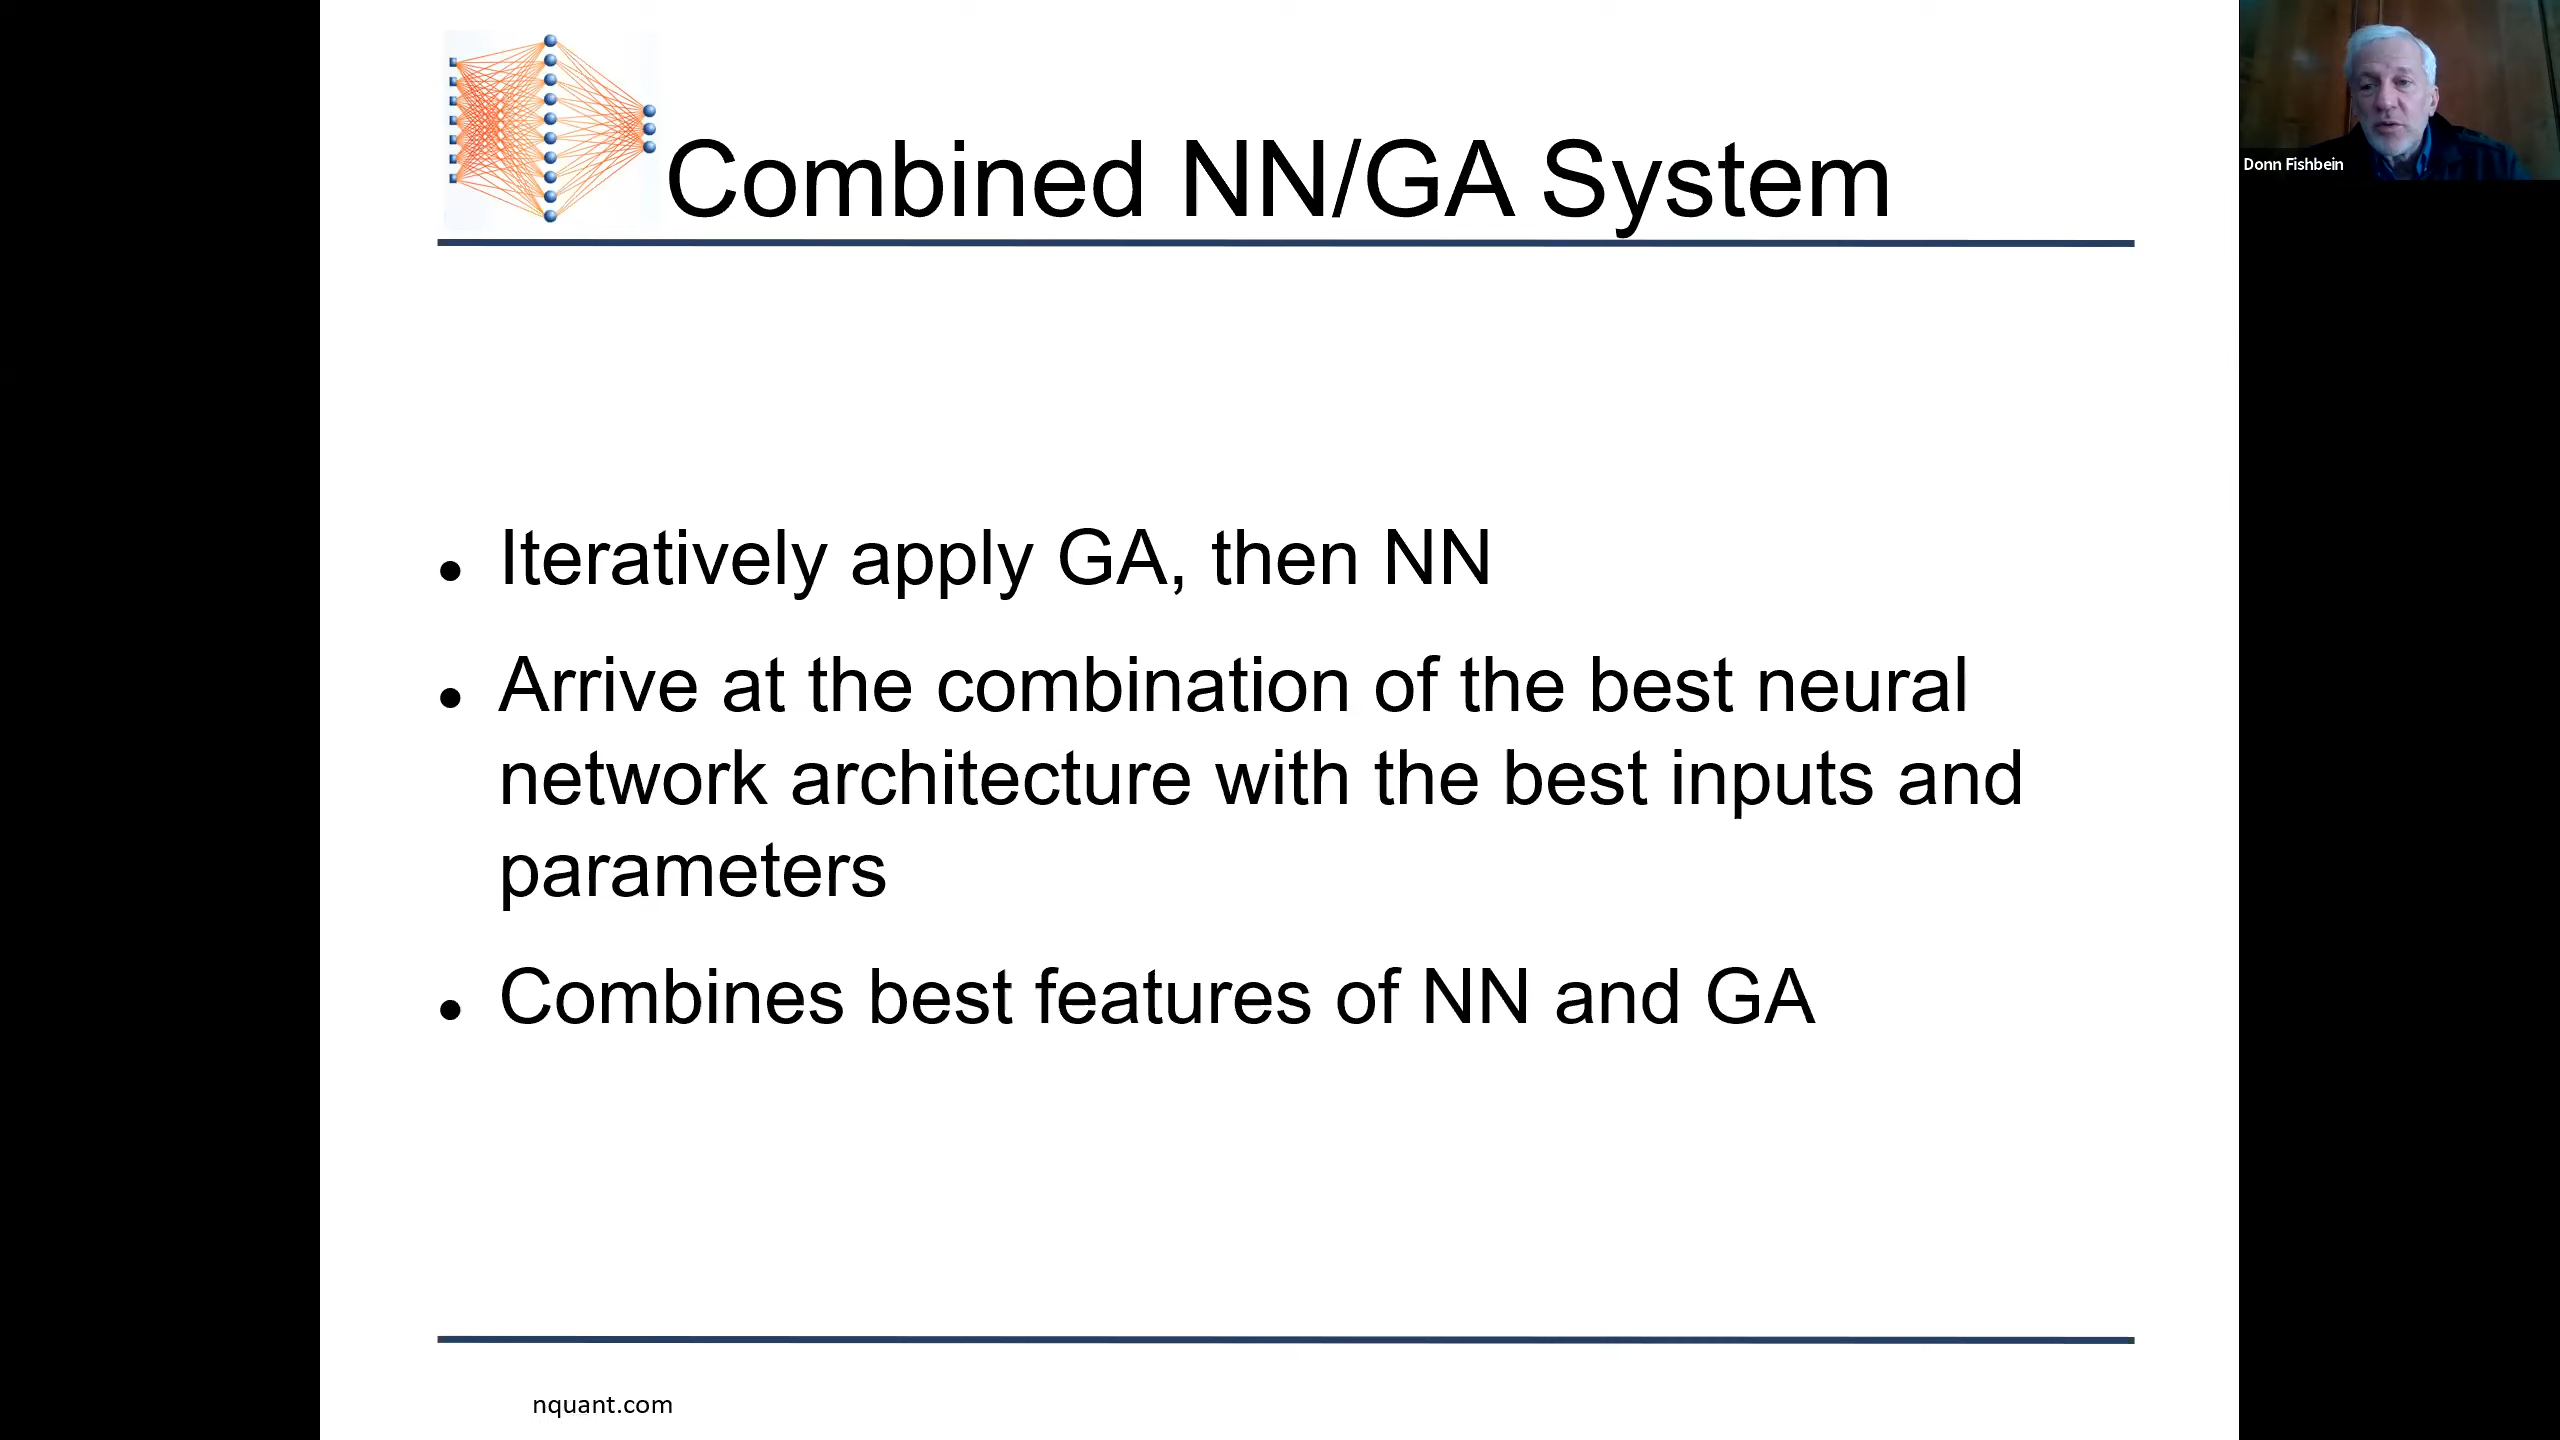 Combined NN/GA System
Donn Fishbein
• Iteratively apply GA, then NN
• Arrive at the combination of the best neural
network architecture with the best inputs and
parameters
• Combines best features of NN and GA
nquant.com